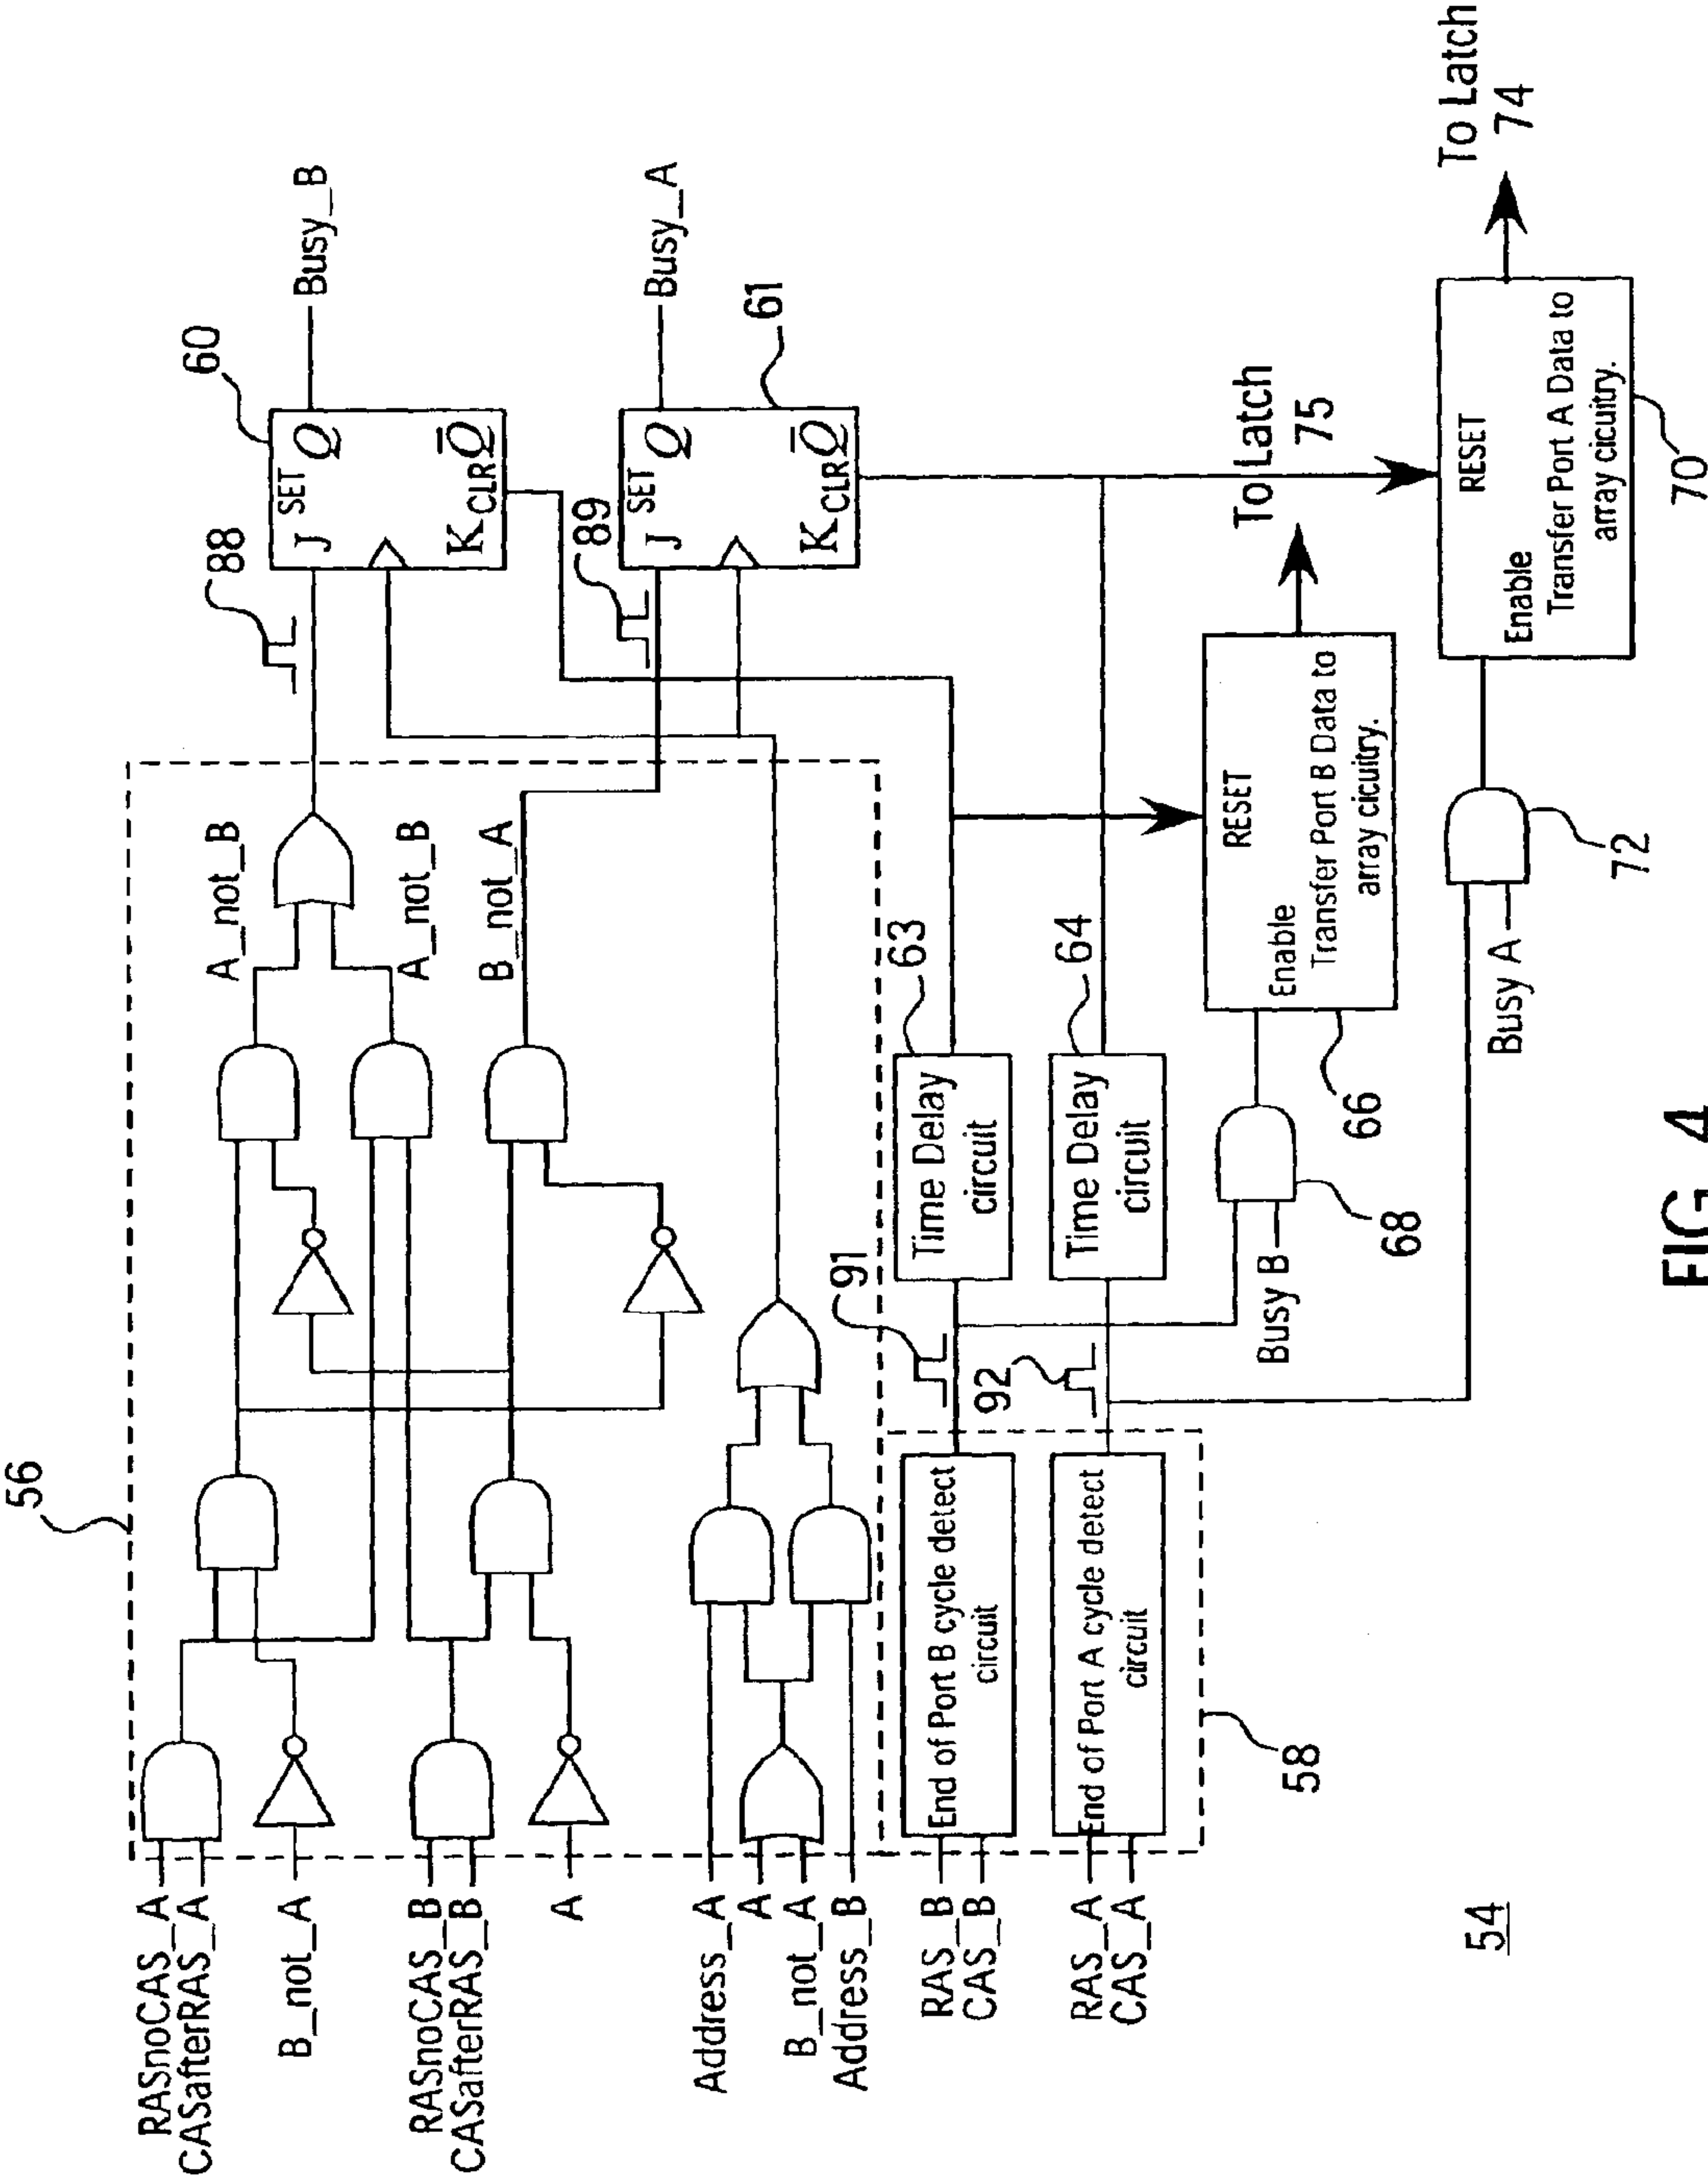 56
RASnoCAS_A
CASafterRAS_A
B_not_A
RASnoCAS_B
CASafterRAS_B
A
Address_A
A
B_not_A
Address_B
A_not_B
A_not_B
B_not_A
88
60
J SET Q
K CLR Q̅
Busy_B
89
J SET Q
K CLR Q̅
61
Busy_A
RAS_B
CAS_B
End of Port B cycle detect
circuit
91
Time Delay
circuit
63
RAS_A
CAS_A
End of Port A cycle detect
circuit
92
Time Delay
circuit
64
58
Busy B
68
RESET
Enable
Transfer Port B Data to
array cicuitry.
66
To Latch
75
Busy A
72
RESET
Enable
Transfer Port A Data to
array cicuitry.
70
To Latch
74
54
FIG. 4